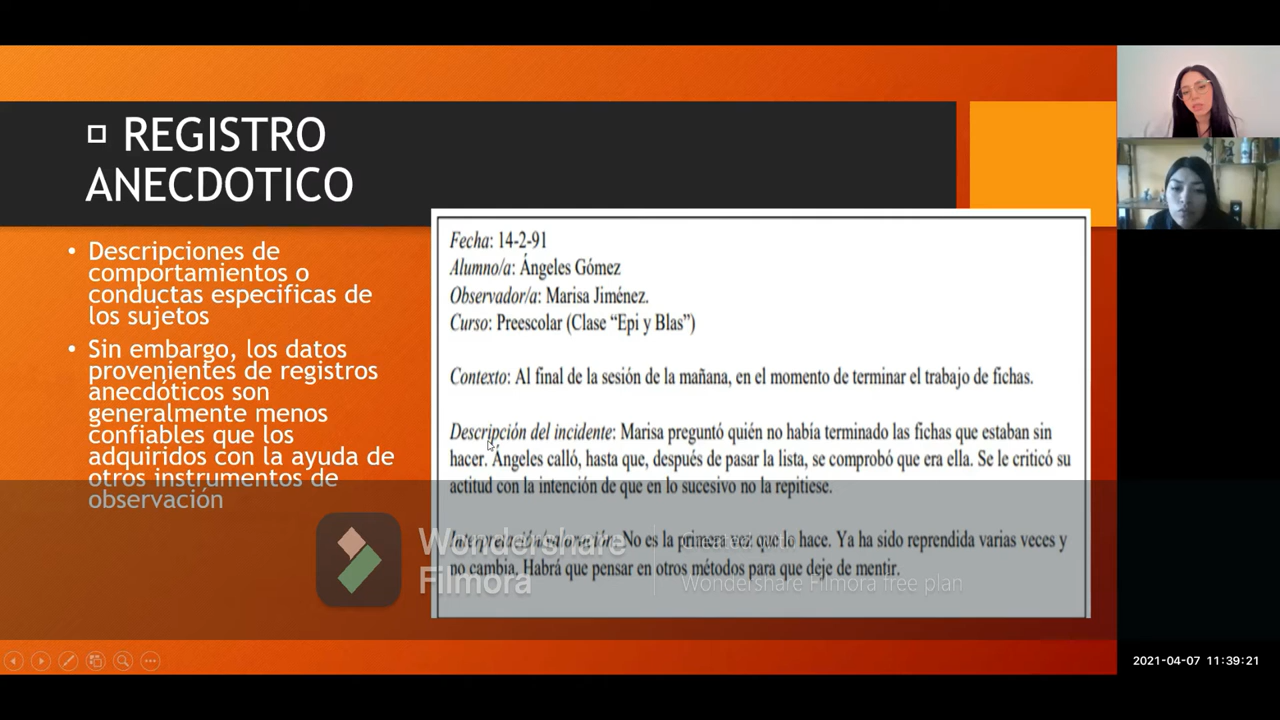 REGISTRO
ANECDOTICO
• Descripciones de
comportamientos o
conductas especificas de
los sujetos
• Sin embargo, los datos
provenientes de registros
anecdóticos son
generalmente menos
confiables que los
adquiridos con la ayuda de
otros instrumentos de
observación
Fecha: 14-2-91
Alumno/a: Ángeles Gómez
Observador/a: Marisa Jiménez.
Curso: Preescolar (Clase “Epi y Blas”)
Contexto: Al final de la sesión de la mañana, en el momento de terminar el trabajo de fichas.
Descripción del incidente: Marisa preguntó quién no había terminado las fichas que estaban sin
hacer. Ángeles calló, hasta que, después de pasar la lista, se comprobó que era ella. Se le criticó su
actitud con la intención de que en lo sucesivo no la repitiese.
Interpretación/valoración: No es la primera vez que lo hace. Ya ha sido reprendida varias veces y
no cambia. Habrá que pensar en otros métodos para que deje de mentir.
Wondershare
Filmora
Created with
Wondershare Filmora free plan
2021-04-07 11:39:21